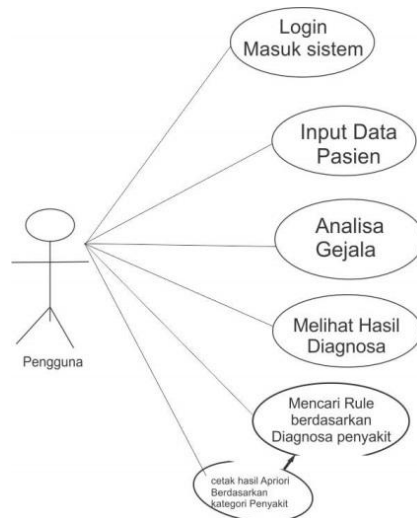 Login
Masuk sistem
Input Data
Pasien
Analisa
Gejala
Melihat Hasil
Diagnosa
Pengguna
Mencari Rule
berdasarkan
Diagnosa penyakit
cetak hasil Apriori
Berdasarkan
kategori Penyakit